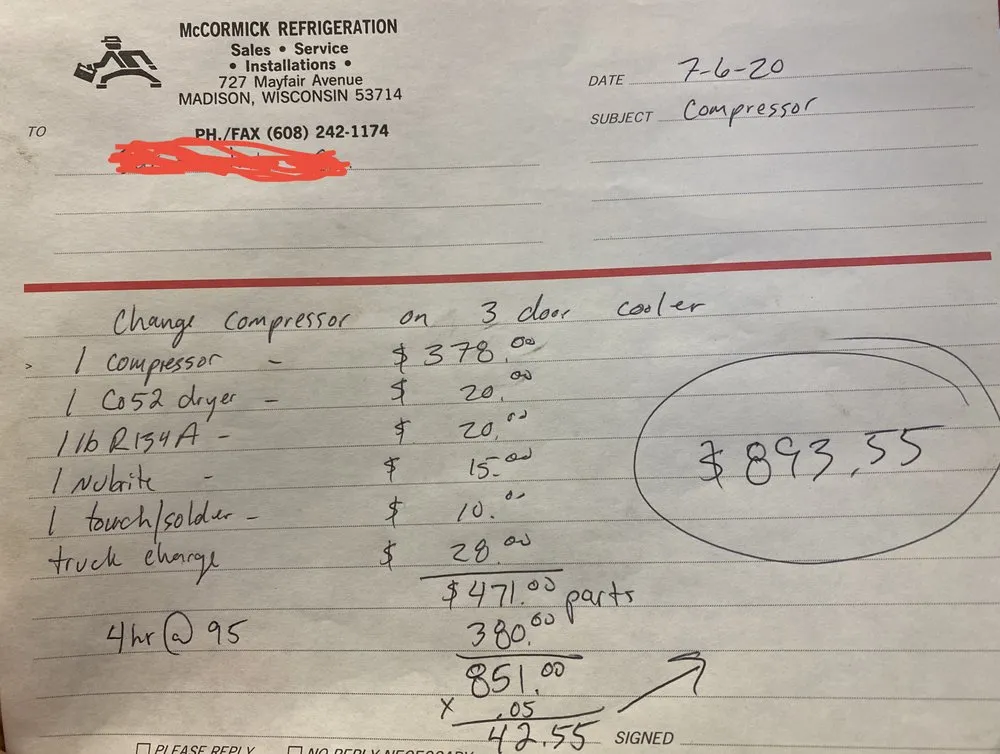 McCORMICK REFRIGERATION
Sales • Service
• Installations •
727 Mayfair Avenue
MADISON, WISCONSIN 53714
PH./FAX (608) 242-1174
TO
DATE 7-6-20
SUBJECT Compressor
Change compressor on 3 door cooler
1 compressor - $378.00
1 C052 dryer - $ 20.00
1 lb R134A - $ 20.00
1 Nubrite - $ 15.00
1 touch/solder - $ 10.00
truck charge $ 28.00
$471.00 parts
4hr @ 95 380.00
851.00
x .05
42.55
$893.55
SIGNED
PLEASE REPLY NO REPLY NECESSARY